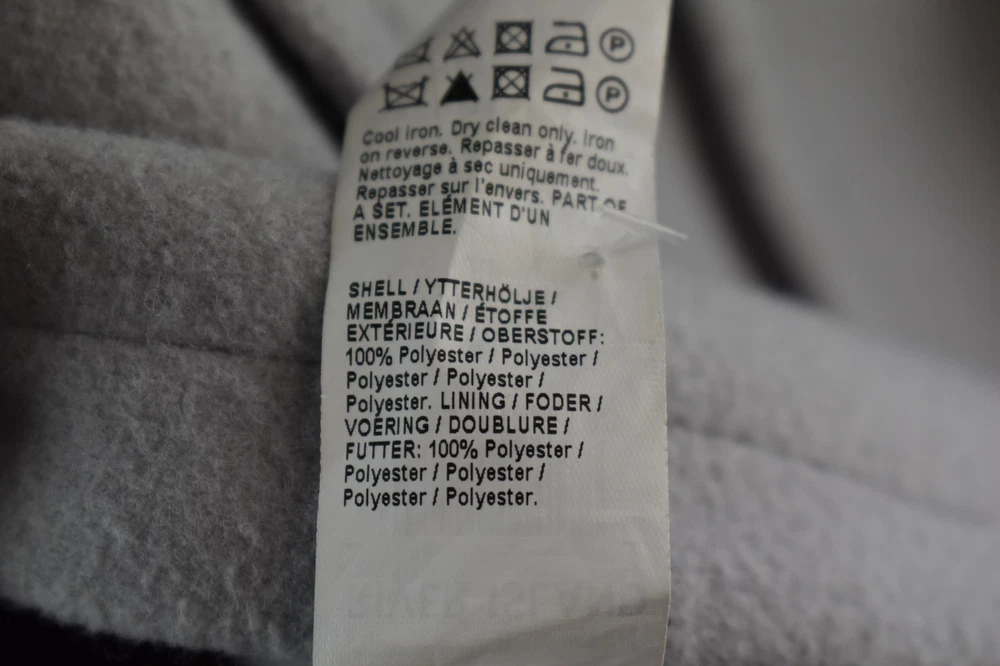 P
P
Cool iron. Dry clean only. Iron
on reverse. Repasser à fer doux.
Nettoyage à sec uniquement.
Repasser sur l'envers. PART OF
A SET. ELÉMENT D'UN
ENSEMBLE.
SHELL / YTTERHÖLJE /
MEMBRAAN / ÉTOFFE
EXTÉRIEURE / OBERSTOFF:
100% Polyester / Polyester /
Polyester / Polyester /
Polyester. LINING / FODER /
VOERING / DOUBLURE /
FUTTER: 100% Polyester /
Polyester / Polyester /
Polyester / Polyester.